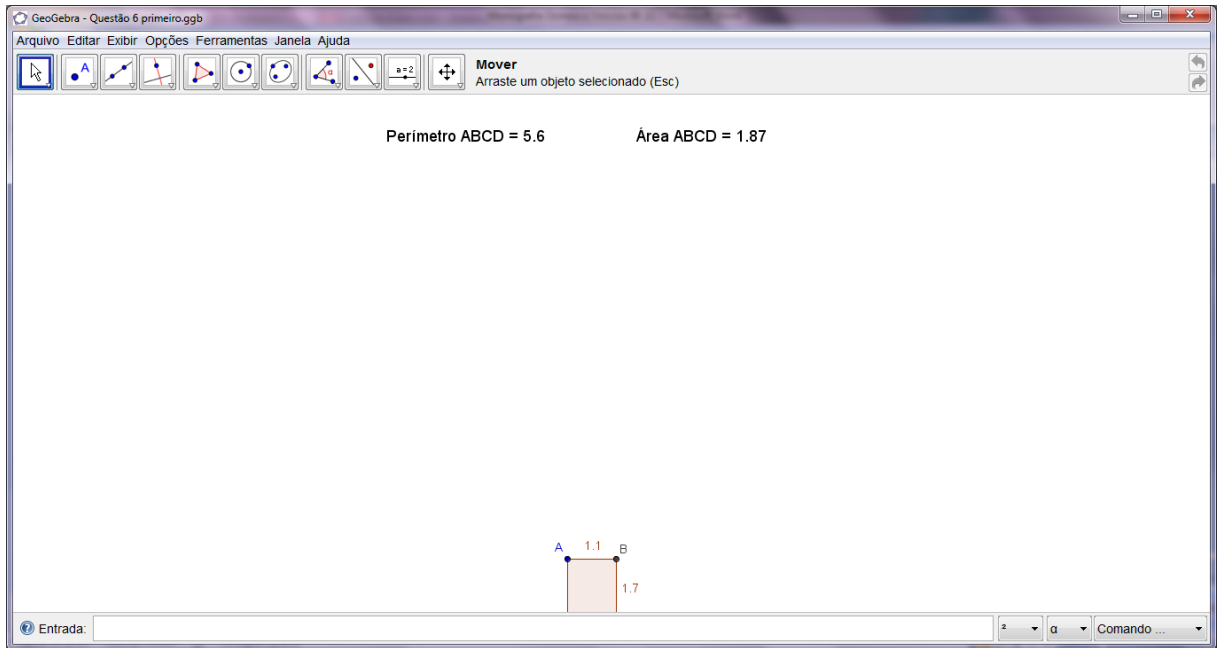 GeoGebra - Questão 6 primeiro.ggb
Arquivo Editar Exibir Opções Ferramentas Janela Ajuda
A
α
a=2
Mover
Arraste um objeto selecionado (Esc)
Perímetro ABCD = 5.6
Área ABCD = 1.87
A
1.1
B
1.7
Entrada:
²
α
Comando ...